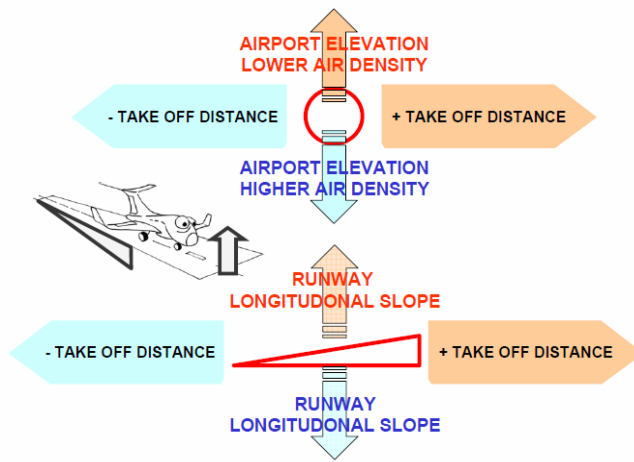 AIRPORT ELEVATION
LOWER AIR DENSITY
- TAKE OFF DISTANCE
+ TAKE OFF DISTANCE
AIRPORT ELEVATION
HIGHER AIR DENSITY
RUNWAY
LONGITUDONAL SLOPE
- TAKE OFF DISTANCE
+ TAKE OFF DISTANCE
RUNWAY
LONGITUDONAL SLOPE